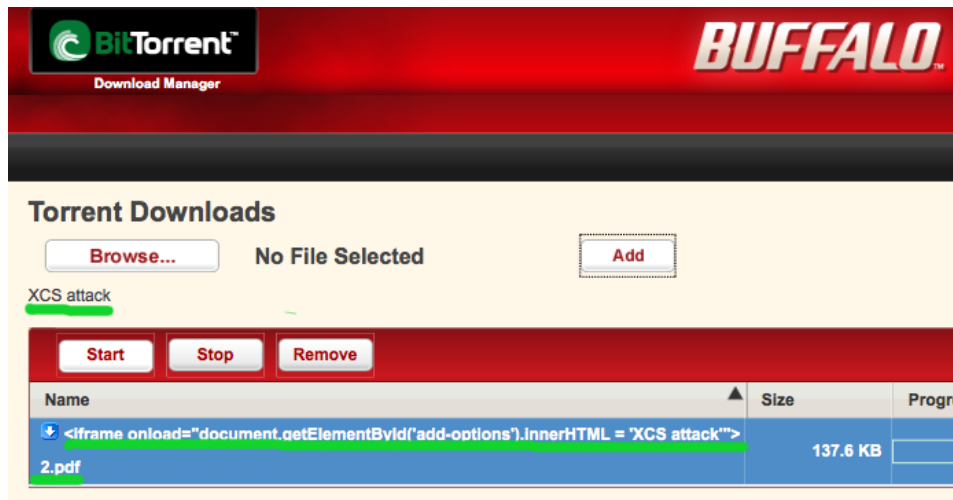 BitTorrent™
Download Manager
BUFFALO™
Torrent Downloads
Browse... No File Selected Add
XCS attack
Start Stop Remove
Name Size Progr
<iframe onload="document.getElementById('add-options').innerHTML = 'XCS attack'">
137.6 KB
2.pdf